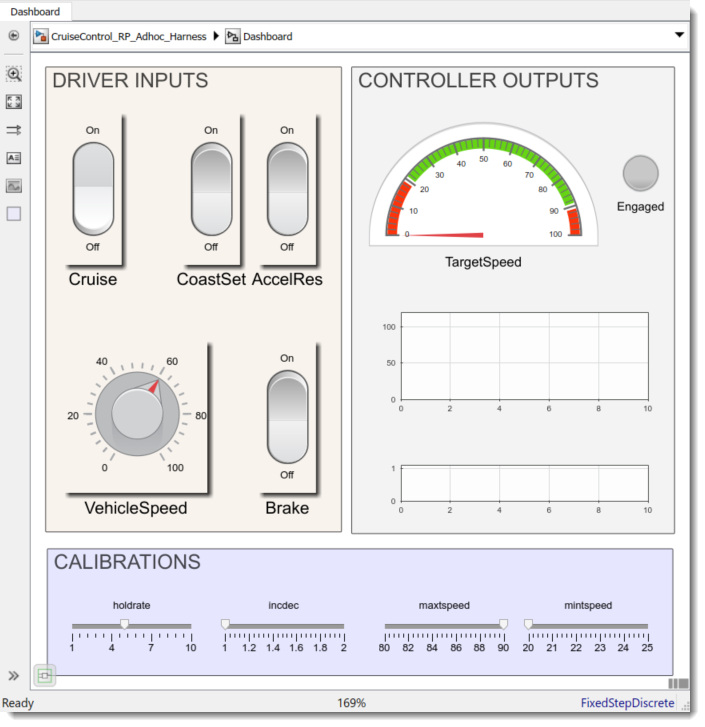 Dashboard
CruiseControl_RP_Adhoc_Harness Dashboard
DRIVER INPUTS
On
Off
Cruise
On
Off
CoastSet
On
Off
AccelRes
0 20 40 60 80 100
VehicleSpeed
On
Off
Brake
CONTROLLER OUTPUTS
0 10 20 30 40 50 60 70 80 90 100
TargetSpeed
Engaged
100
50
0
0 2 4 6 8 10
1
0
0 2 4 6 8 10
CALIBRATIONS
holdrate
1 4 7 10
incdec
1 1.2 1.4 1.6 1.8 2
maxtspeed
80 82 84 86 88 90
mintspeed
20 21 22 23 24 25
Ready 169% FixedStepDiscrete